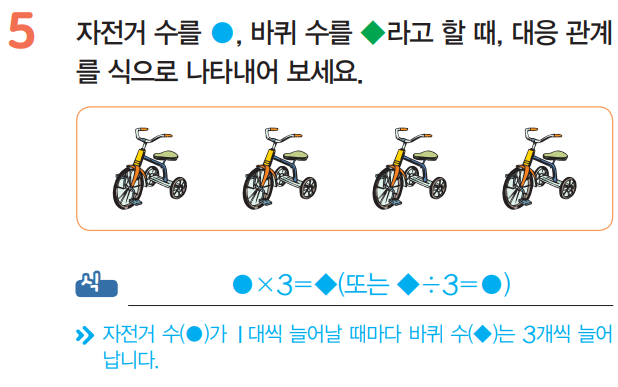 5 자전거 수를 ●, 바퀴 수를 ◆라고 할 때, 대응 관계
를 식으로 나타내어 보세요.
식 ●×3=◆(또는 ◆÷3=●)
자전거 수(●)가 1대씩 늘어날 때마다 바퀴 수(◆)는 3개씩 늘어
납니다.